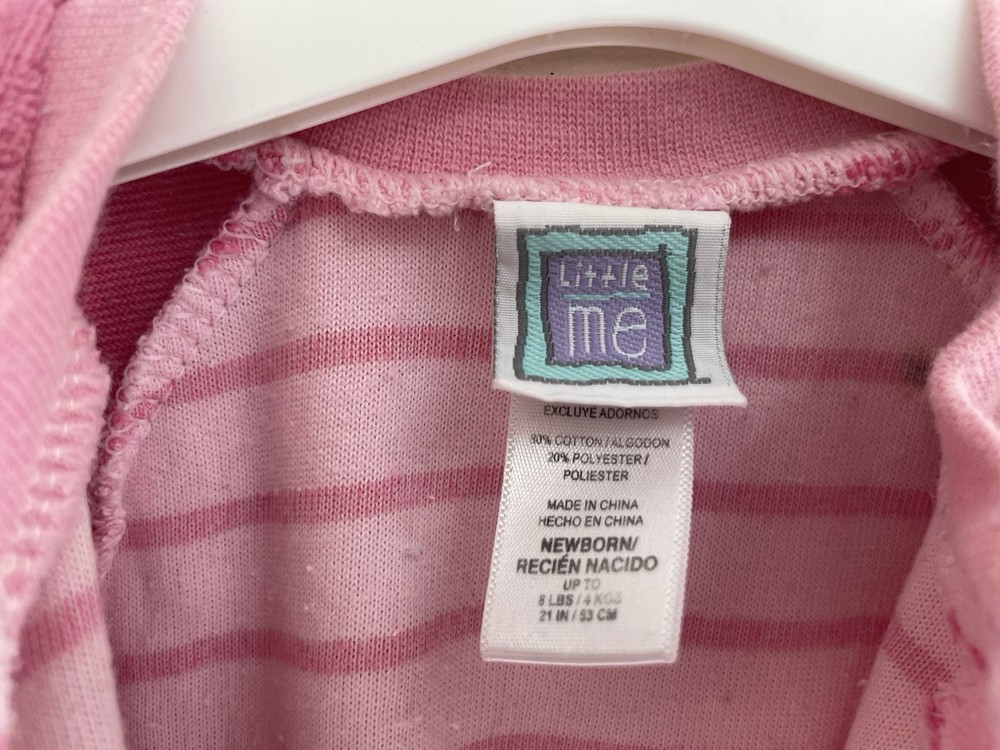 Little
me
EXCLUYE ADORNOS
80% COTTON / ALGODON
20% POLYESTER /
POLIESTER
MADE IN CHINA
HECHO EN CHINA
NEWBORN/
RECIÉN NACIDO
UP TO
8 LBS / 4 KGS
21 IN / 53 CM